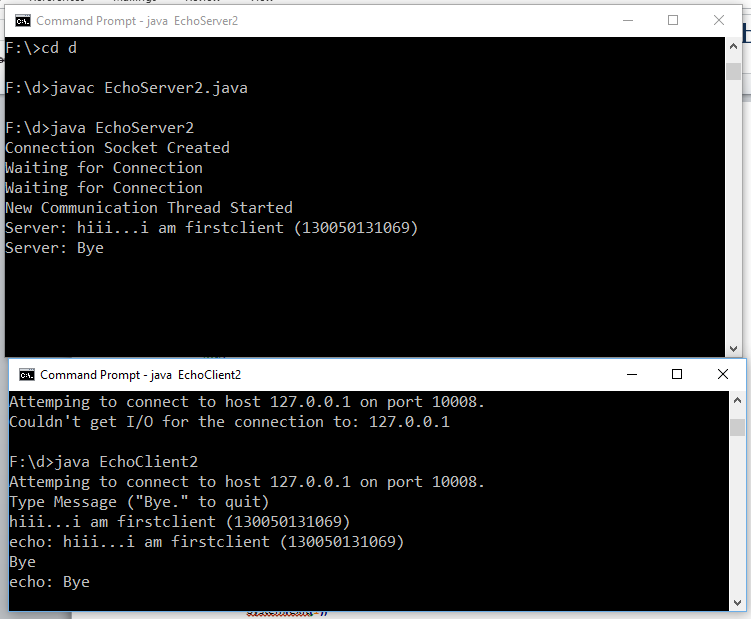 Command Prompt - java  EchoServer2
F:\>cd d
F:\d>javac EchoServer2.java
F:\d>java EchoServer2
Connection Socket Created
Waiting for Connection
Waiting for Connection
New Communication Thread Started
Server: hiii...i am firstclient (130050131069)
Server: Bye
Command Prompt - java  EchoClient2
Attemping to connect to host 127.0.0.1 on port 10008.
Couldn't get I/O for the connection to: 127.0.0.1
F:\d>java EchoClient2
Attemping to connect to host 127.0.0.1 on port 10008.
Type Message ("Bye." to quit)
hiii...i am firstclient (130050131069)
echo: hiii...i am firstclient (130050131069)
Bye
echo: Bye